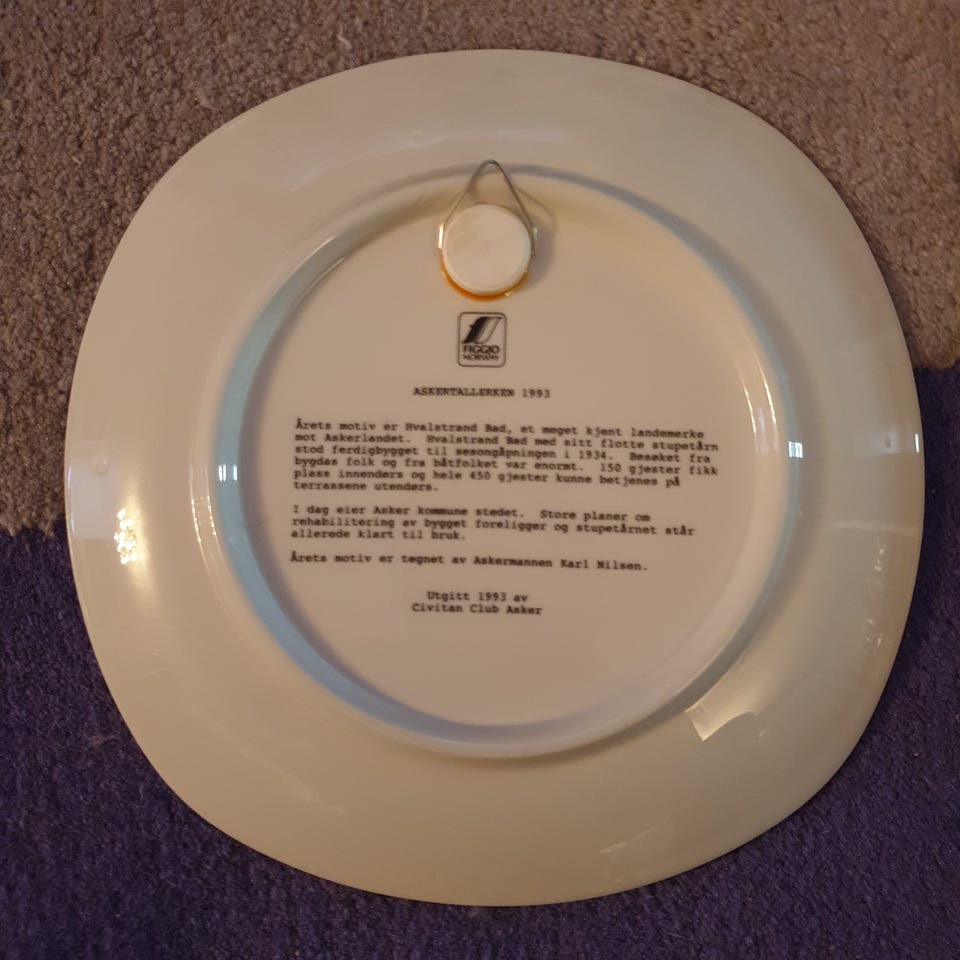 FIGGJO
NORWAY
ASKERTALLERKEN 1993
Årets motiv er Hvalstrand Bad, et meget kjent landemerke
mot Askerlandet. Hvalstrand Bad med sitt flotte stupetårn
stod ferdigbygget til sesongåpningen i 1934. Besøket fra
bygdas folk og fra båtfolket var enormt. 150 gjester fikk
plass innendørs og hele 450 gjester kunne betjenes på
terrassene utendørs.
I dag eier Asker kommune stedet. Store planer om
rehabilitering av bygget foreligger og stupetårnet står
allerede klart til bruk.
Årets motiv er tegnet av Askermannen Karl Nilsen.
Utgitt 1993 av
Civitan Club Asker